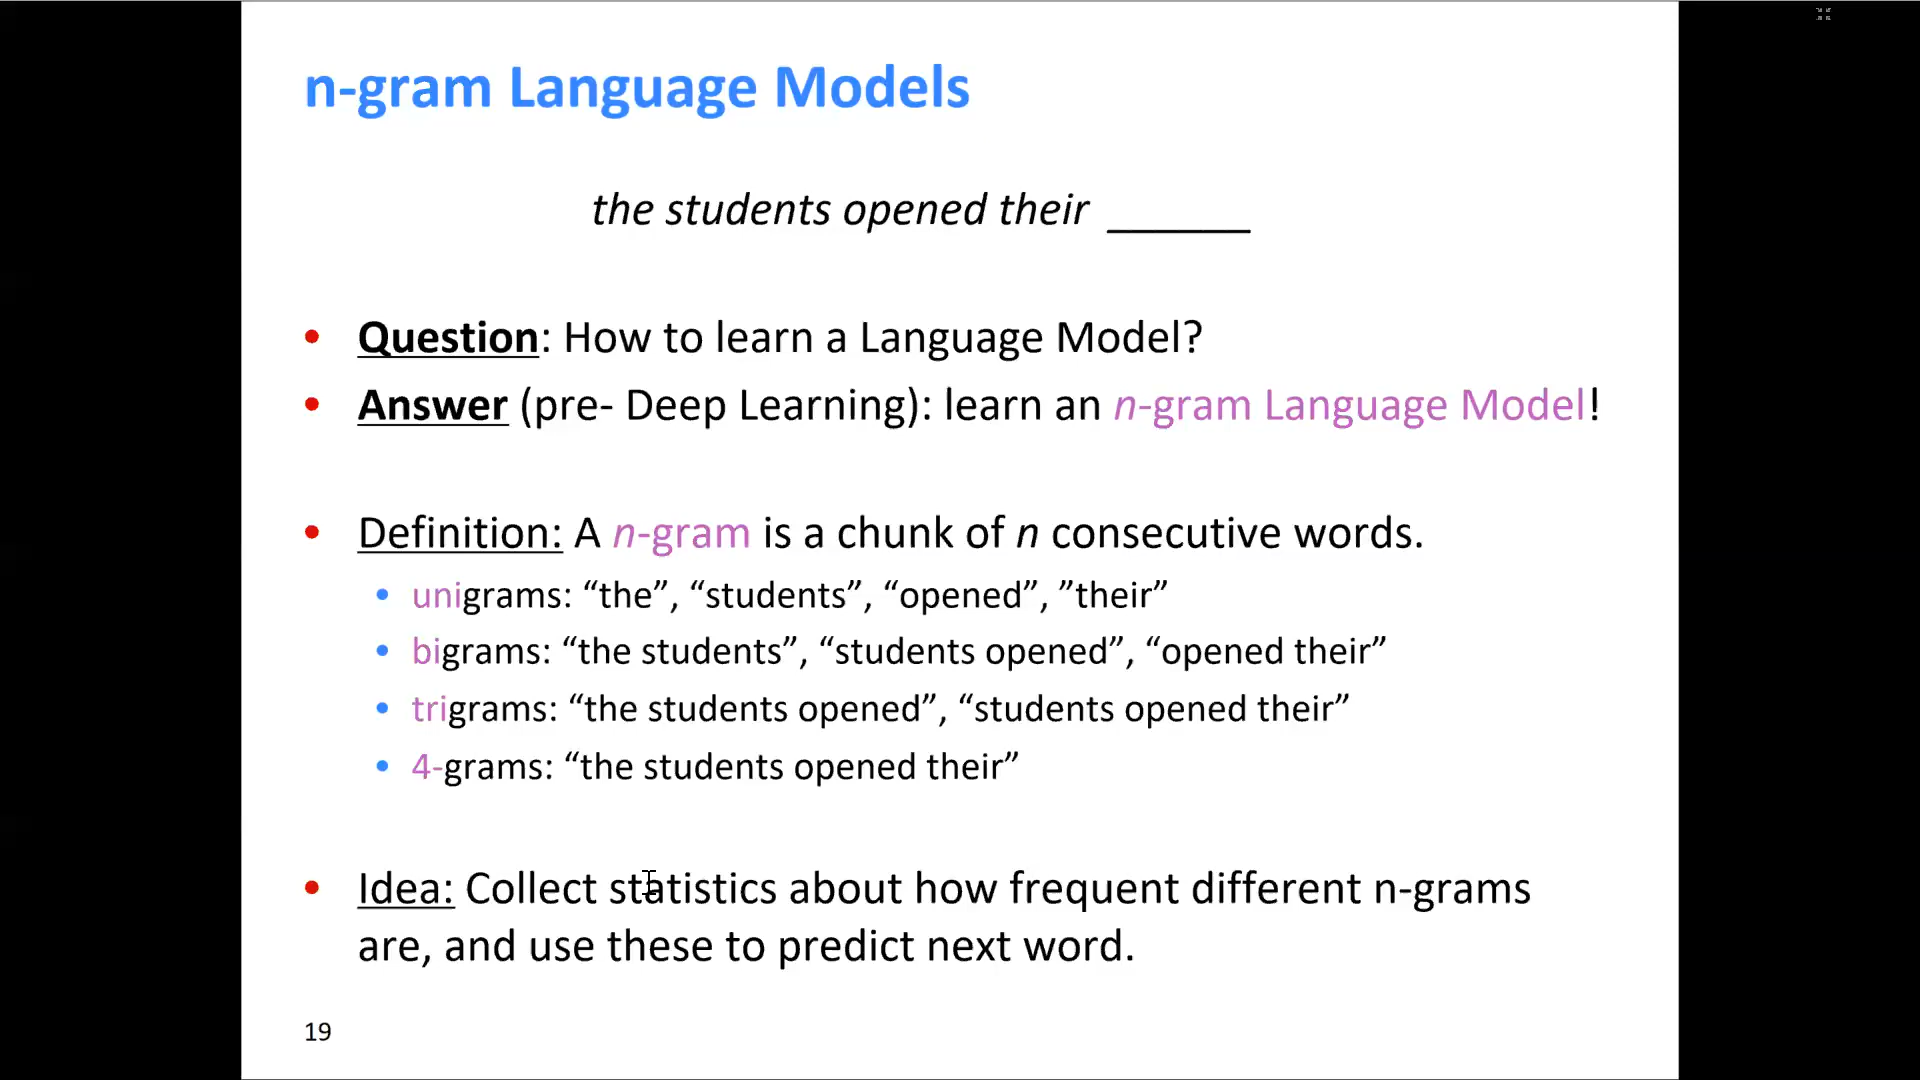 n-gram Language Models
the students opened their ______
• Question: How to learn a Language Model?
• Answer (pre- Deep Learning): learn an n-gram Language Model!
• Definition: A n-gram is a chunk of n consecutive words.
• unigrams: “the”, “students”, “opened”, ”their”
• bigrams: “the students”, “students opened”, “opened their”
• trigrams: “the students opened”, “students opened their”
• 4-grams: “the students opened their”
• Idea: Collect statistics about how frequent different n-grams
are, and use these to predict next word.
19